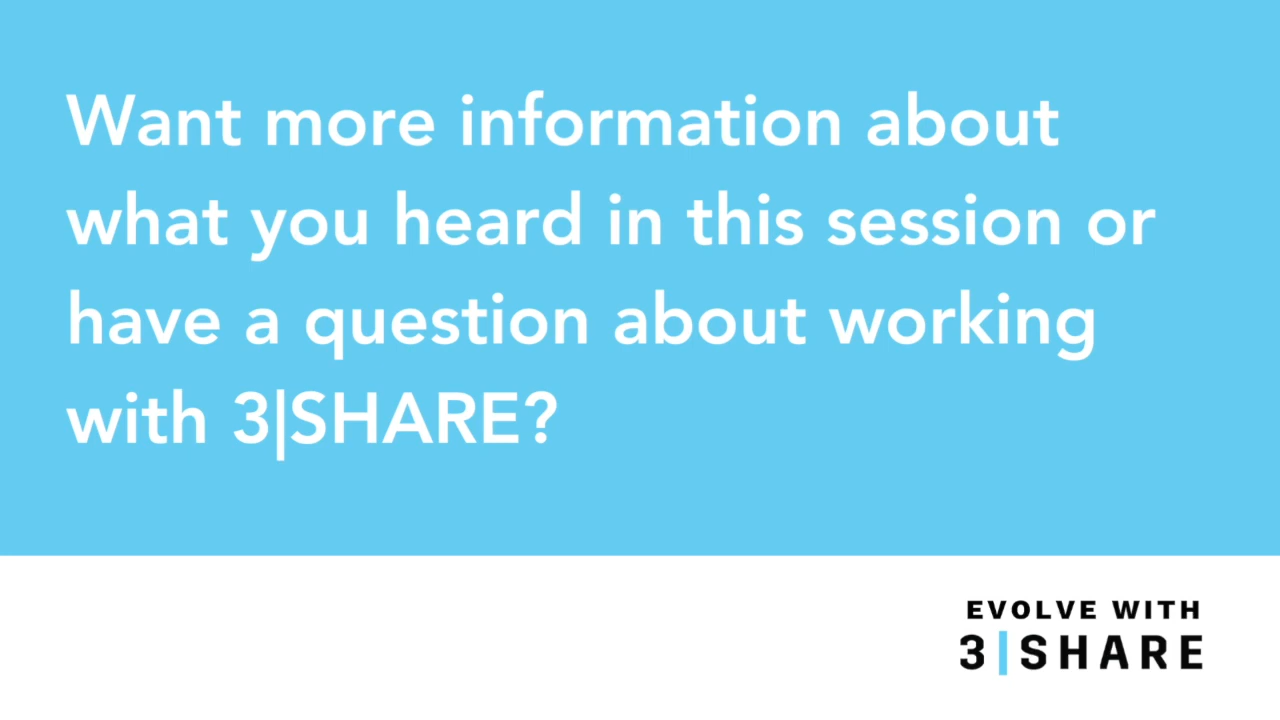 Want more information about
what you heard in this session or
have a question about working
with 3|SHARE?
EVOLVE WITH
3|SHARE